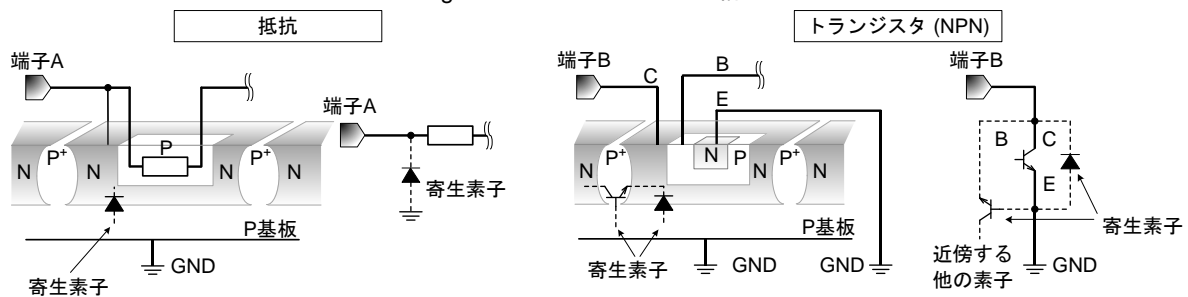 抵抗
端子A
P
N
P+
N
N
P+
N
P基板
GND
寄生素子
端子A
寄生素子
トランジスタ (NPN)
端子B
C
B
E
N
P+
N
N
P
N
P+
N
P基板
寄生素子
GND
GND
端子B
B
C
E
寄生素子
近傍する
他の素子
GND